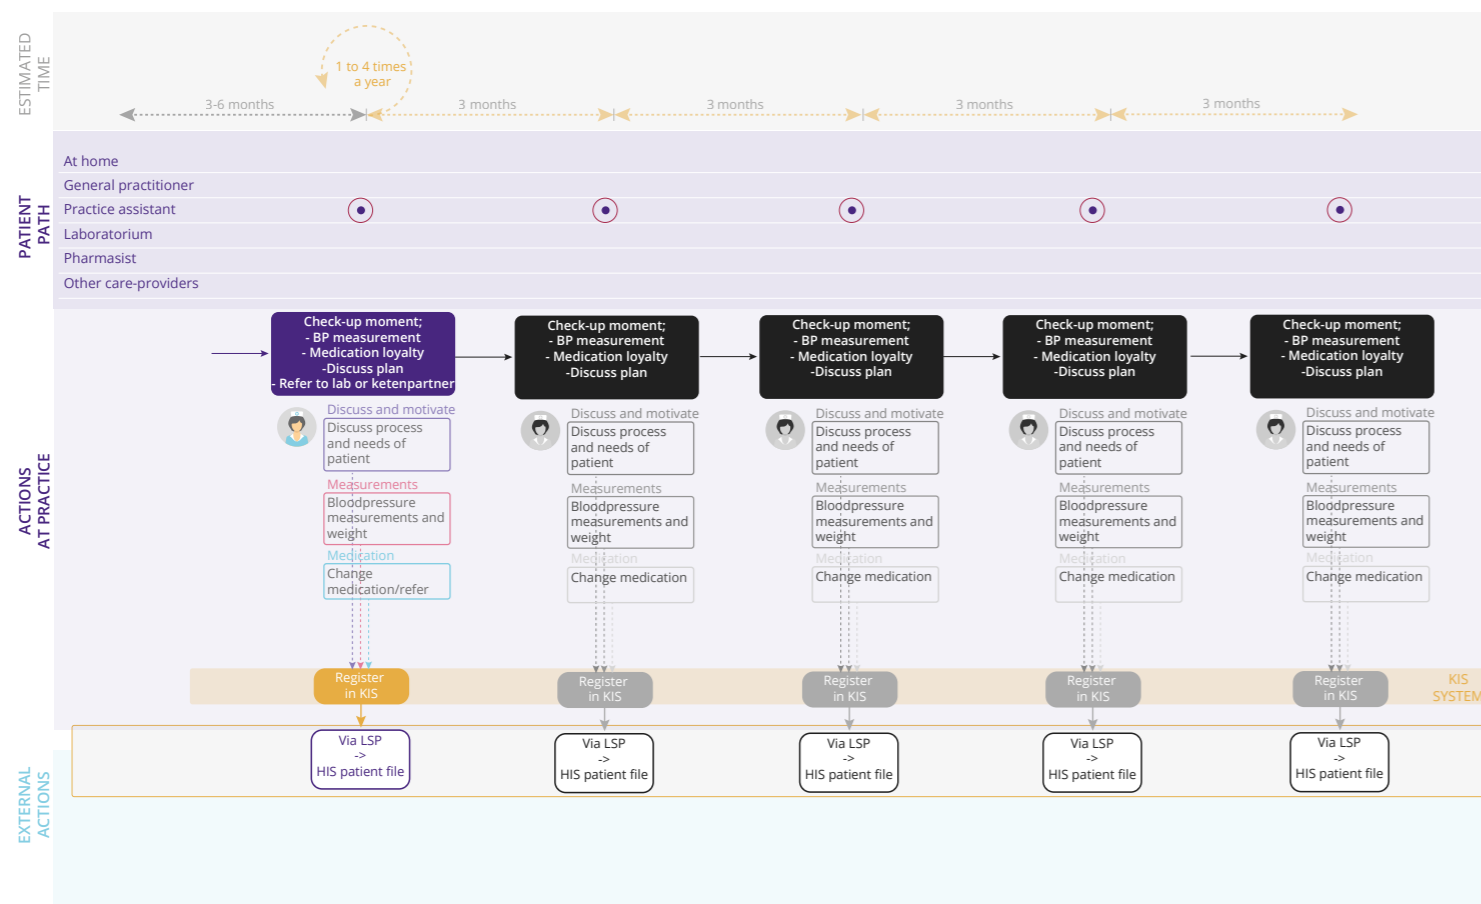 ESTIMATED
TIME
1 to 4 times
a year
3-6 months
3 months
3 months
3 months
3 months
PATIENT
PATH
At home
General practitioner
Practice assistant
Laboratorium
Pharmasist
Other care-providers
ACTIONS
AT PRACTICE
Check-up moment;
- BP measurement
- Medication loyalty
-Discuss plan
- Refer to lab or ketenpartner
Discuss and motivate
Discuss process
and needs of
patient
Measurements
Bloodpressure
measurements and
weight
Medication
Change
medication/refer
Register
in KIS
Via LSP
->
HIS patient file
Check-up moment;
- BP measurement
- Medication loyalty
-Discuss plan
Discuss and motivate
Discuss process
and needs of
patient
Measurements
Bloodpressure
measurements and
weight
Medication
Change medication
Register
in KIS
Via LSP
->
HIS patient file
Check-up moment;
- BP measurement
- Medication loyalty
-Discuss plan
Discuss and motivate
Discuss process
and needs of
patient
Measurements
Bloodpressure
measurements and
weight
Medication
Change medication
Register
in KIS
Via LSP
->
HIS patient file
Check-up moment;
- BP measurement
- Medication loyalty
-Discuss plan
Discuss and motivate
Discuss process
and needs of
patient
Measurements
Bloodpressure
measurements and
weight
Medication
Change medication
Register
in KIS
Via LSP
->
HIS patient file
Check-up moment;
- BP measurement
- Medication loyalty
-Discuss plan
Discuss and motivate
Discuss process
and needs of
patient
Measurements
Bloodpressure
measurements and
weight
Medication
Change medication
Register
in KIS
Via LSP
->
HIS patient file
KIS
SYSTEM
EXTERNAL
ACTIONS